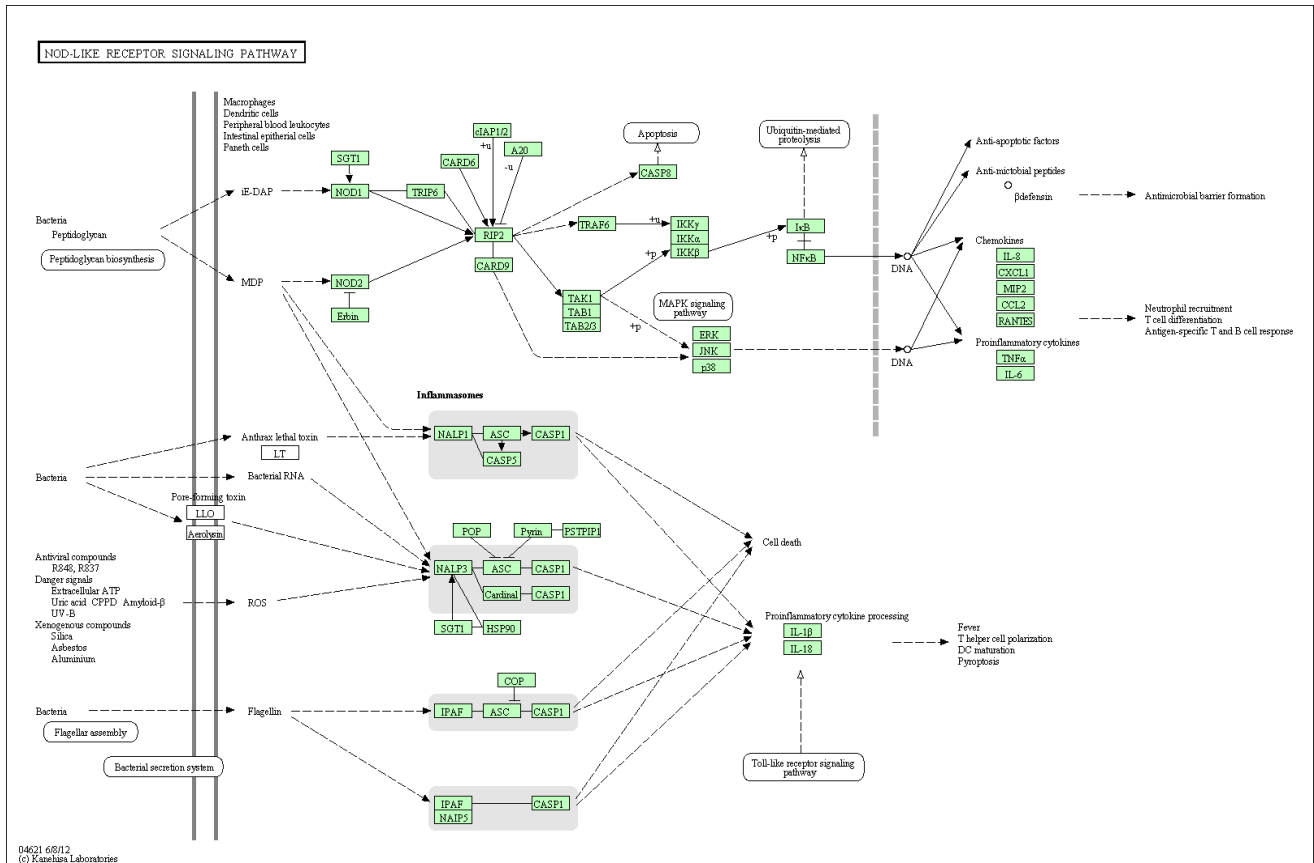 NOD-LIKE RECEPTOR SIGNALING PATHWAY
Macrophages
Dendritic cells
Peripheral blood leukocytes
Intestinal epitherial cells
Paneth cells
cIAP1/2
A20
+u
-u
CARD6
SGT1
NOD1
TRIP6
iE-DAP
Bacteria
Peptidoglycan
Peptidoglycan biosynthesis
MDP
NOD2
Erbin
RIP2
CARD9
Apoptosis
CASP8
TRAF6
+u
IKKγ
IKKα
IKKβ
+p
TAK1
TAB1
TAB2/3
+p
Ubiquitin-mediated
proteolysis
IκB
+p
NFκB
MAPK signaling
pathway
ERK
JNK
p38
DNA
DNA
Anti-apoptotic factors
Anti-mictobial peptides
βdefensin
Antimicrobial barrier formation
Chemokines
IL-8
CXCL1
MIP2
CCL2
RANTES
Proinflammatory cytokines
TNFα
IL-6
Neutrophil recruitment
T cell differentiation
Antigen-specific T and B cell response
Inflammasomes
NALP1
ASC
CASP1
CASP5
Anthrax lethal toxin
LT
Bacteria
Bacterial RNA
Pore-forming toxin
LLO
Aerolysin
POP
Pyrin
PSTPIP1
NALP3
ASC
CASP1
Cardinal
CASP1
SGT1
HSP90
Antiviral compounds
R848, R837
Danger signals
Extracellular ATP
Uric acid CPPD Amyloid-β
UV-B
Xenogenous compounds
Silica
Asbestos
Aluminium
ROS
Cell death
Proinflammatory cytokine processing
IL-1β
IL-18
Fever
T helper cell polarization
DC maturation
Pyroptosis
COP
IPAF
ASC
CASP1
Bacteria
Flagellar assembly
Flagellin
Bacterial secretion system
Toll-like receptor signaling
pathway
IPAF
CASP1
NAIP5
04621 6/8/12
(c) Kanehisa Laboratories